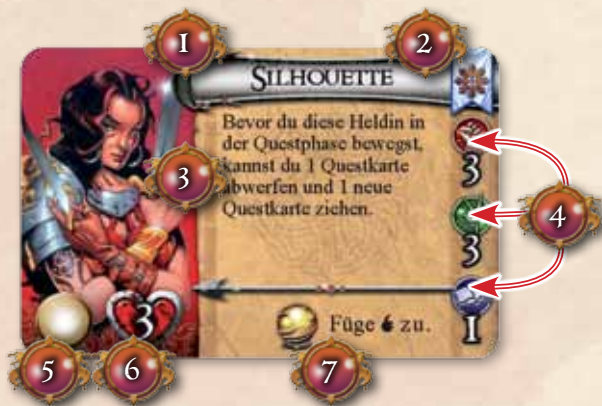 1
2
SILHOUETTE
Bevor du diese Heldin in
der Questphase bewegst,
kannst du 1 Questkarte
abwerfen und 1 neue
Questkarte ziehen.
3
3
3
4
1
3
Füge zu.
5
6
7